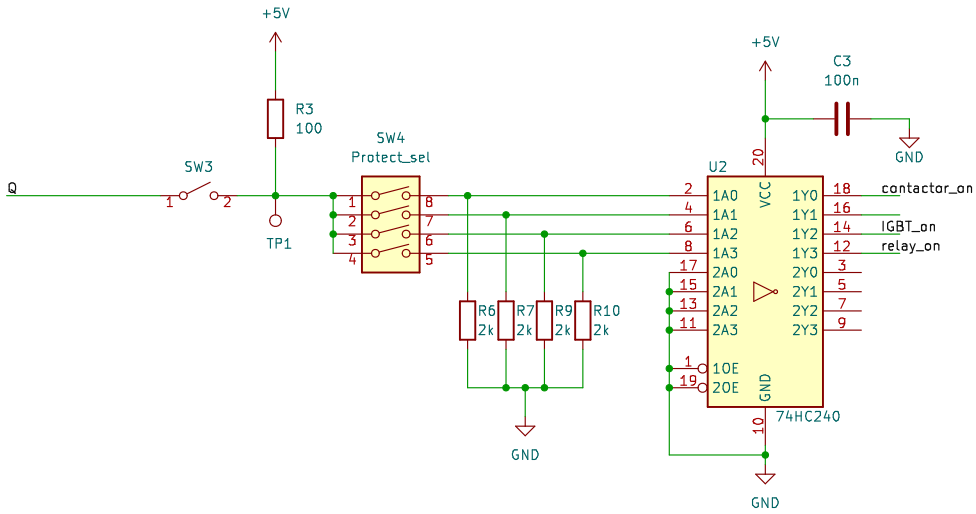 +5V
R3
100
SW3
Q
1
2
TP1
SW4
Protect_sel
1
2
3
4
8
7
6
5
R6
2k
R7
2k
R9
2k
R10
2k
GND
+5V
C3
100n
GND
20
U2
VCC
2
1A0
1Y0
18
contactor_on
4
1A1
1Y1
16
6
1A2
1Y2
14
IGBT_on
8
1A3
1Y3
12
relay_on
17
2A0
2Y0
3
15
2A1
2Y1
5
13
2A2
2Y2
7
11
2A3
2Y3
9
1
1OE
19
2OE
GND
74HC240
10
GND